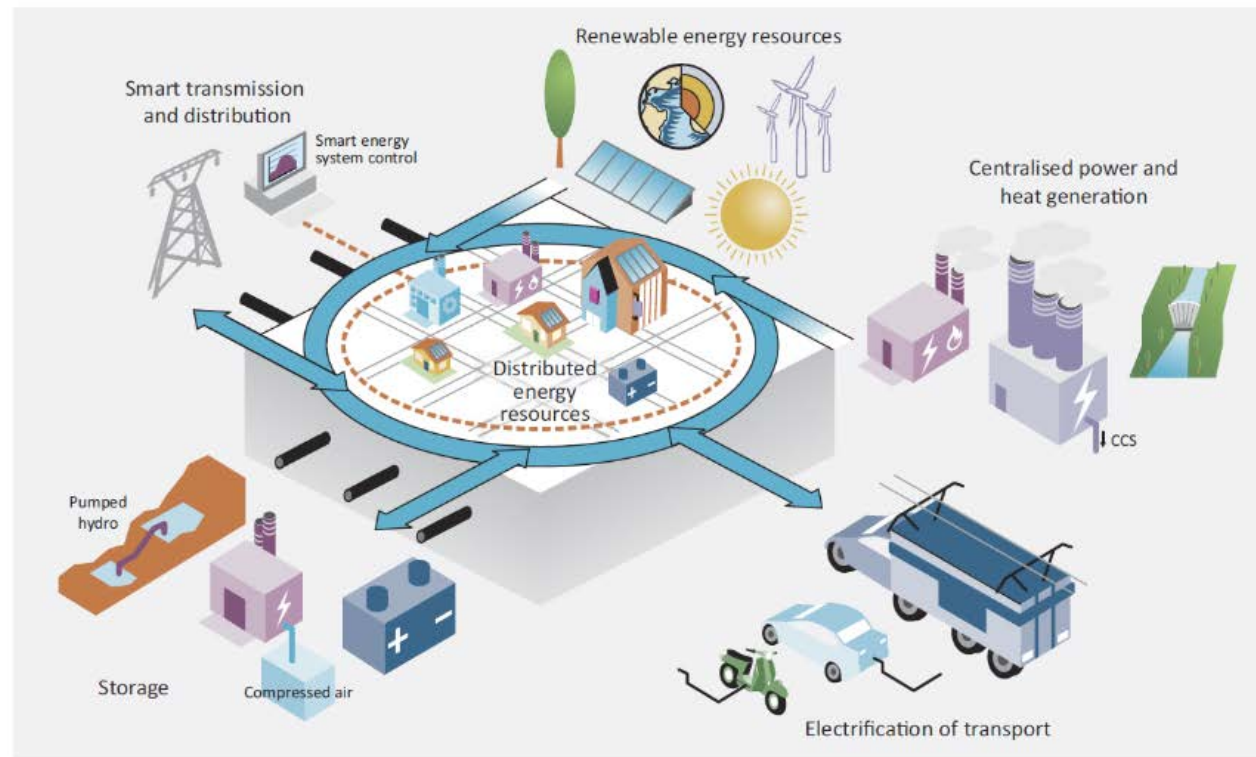 Renewable energy resources
Smart transmission
and distribution
Smart energy
system control
Centralised power and
heat generation
Distributed
energy
resources
CCS
Pumped
hydro
+ -
Storage
Compressed air
+ -
Electrification of transport